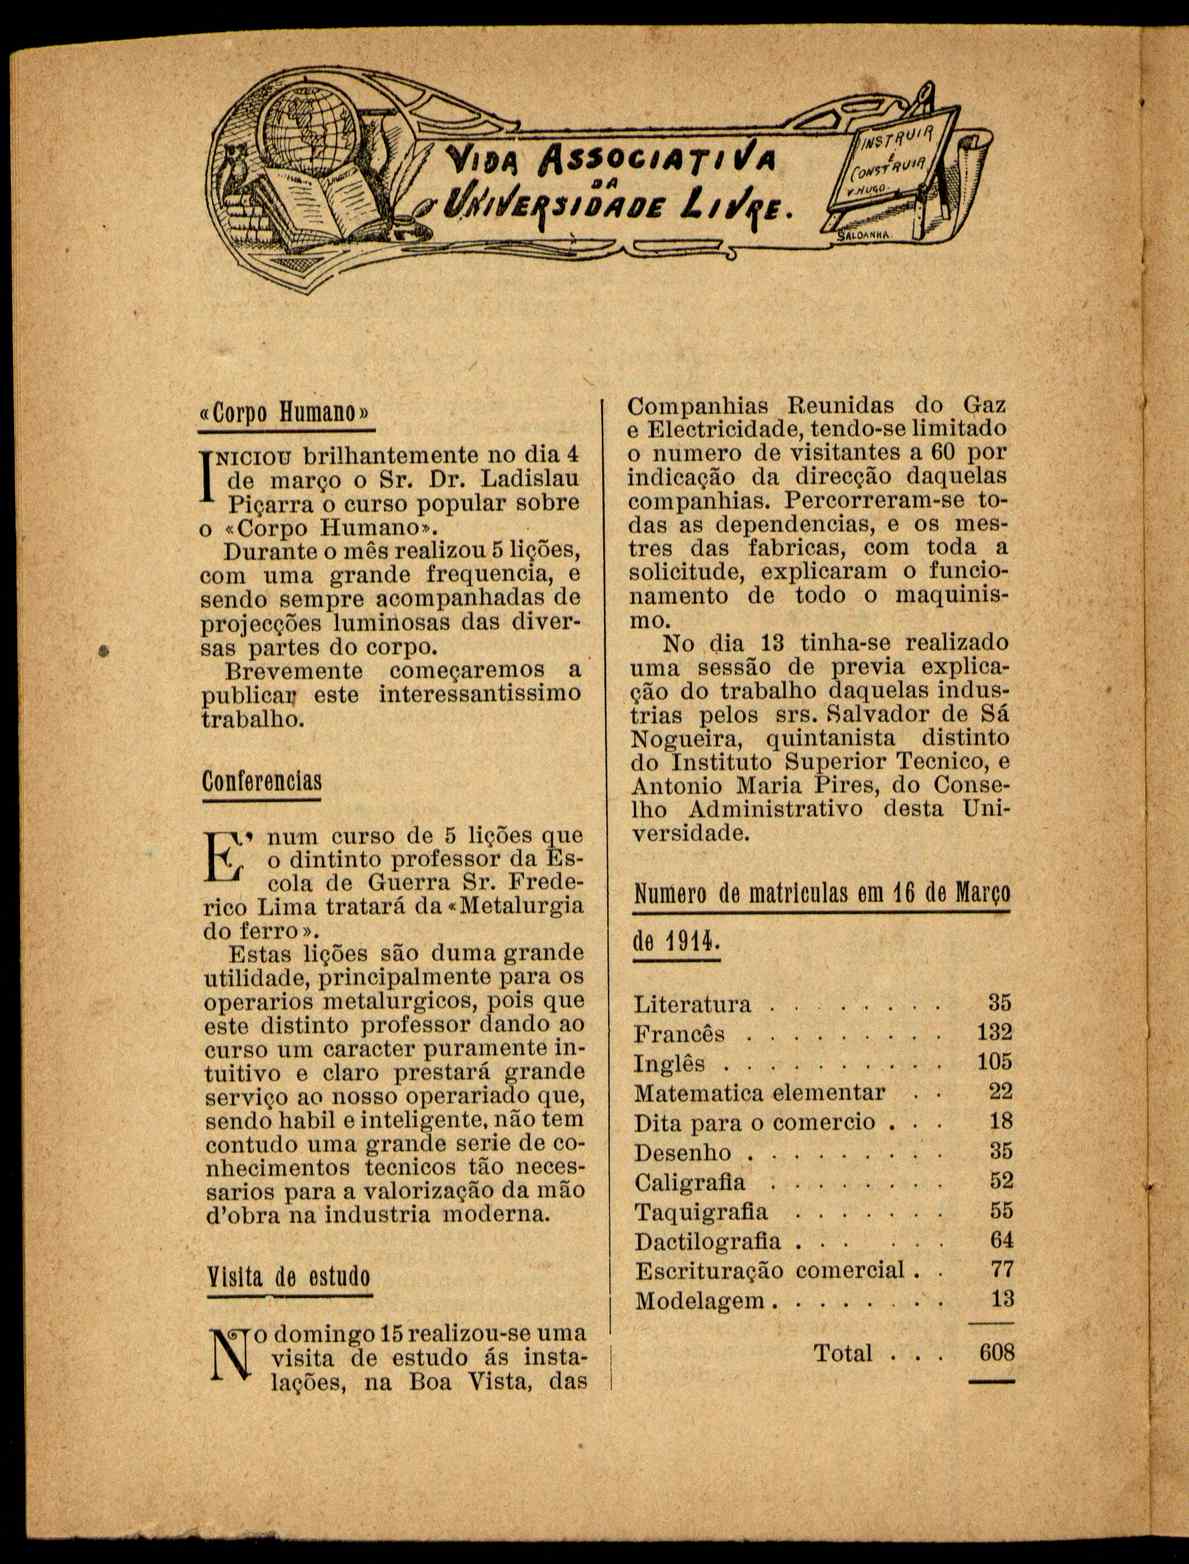 VIDA ASSOCIATIVA
DA
UNIVERSIDADE LIVRE.
INSTRUIR
É
CONSTRUIR
V. HUGO.
SALDANHA.
«Corpo Humano»
INICIOU brilhantemente no dia 4
de março o Sr. Dr. Ladislau
Piçarra o curso popular sobre
o «Corpo Humano».
Durante o mês realizou 5 lições,
com uma grande frequencia, e
sendo sempre acompanhadas de
projecções luminosas das diver-
sas partes do corpo.
Brevemente começaremos a
publicar este interessantissimo
trabalho.
Conferencias
E' num curso de 5 lições que
o dintinto professor da Es-
cola de Guerra Sr. Frede-
rico Lima tratará da «Metalurgia
do ferro».
Estas lições são duma grande
utilidade, principalmente para os
operarios metalurgicos, pois que
este distinto professor dando ao
curso um caracter puramente in-
tuitivo e claro prestará grande
serviço ao nosso operariado que,
sendo habil e inteligente, não tem
contudo uma grande serie de co-
nhecimentos tecnicos tão neces-
sarios para a valorização da mão
d'obra na industria moderna.
Visita de estudo
No domingo 15 realizou-se uma
visita de estudo ás insta-
lações, na Boa Vista, das
Companhias Reunidas do Gaz
e Electricidade, tendo-se limitado
o numero de visitantes a 60 por
indicação da direcção daquelas
companhias. Percorreram-se to-
das as dependencias, e os mes-
tres das fabricas, com toda a
solicitude, explicaram o funcio-
namento de todo o maquinis-
mo.
No dia 13 tinha-se realizado
uma sessão de previa explica-
ção do trabalho daquelas indus-
trias pelos srs. Salvador de Sá
Nogueira, quintanista distinto
do Instituto Superior Tecnico, e
Antonio Maria Pires, do Conse-
lho Administrativo desta Uni-
versidade.
Numero de matriculas em 16 de Março
de 1914.
Literatura . . . . . . . . 35
Francês . . . . . . . . . 132
Inglês . . . . . . . . . . 105
Matematica elementar . . 22
Dita para o comercio . . . 18
Desenho . . . . . . . . . 35
Caligrafia . . . . . . . . 52
Taquigrafia . . . . . . . 55
Dactilografia . . . . . . 64
Escrituração comercial . . 77
Modelagem . . . . . . . . 13
Total . . . 608